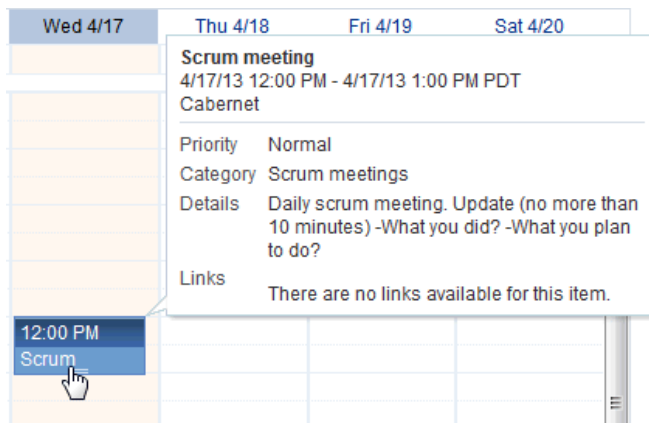 Wed 4/17 Thu 4/18 Fri 4/19 Sat 4/20
Scrum meeting
4/17/13 12:00 PM - 4/17/13 1:00 PM PDT
Cabernet
Priority Normal
Category Scrum meetings
Details Daily scrum meeting. Update (no more than
10 minutes) -What you did? -What you plan
to do?
Links
There are no links available for this item.
12:00 PM
Scrum